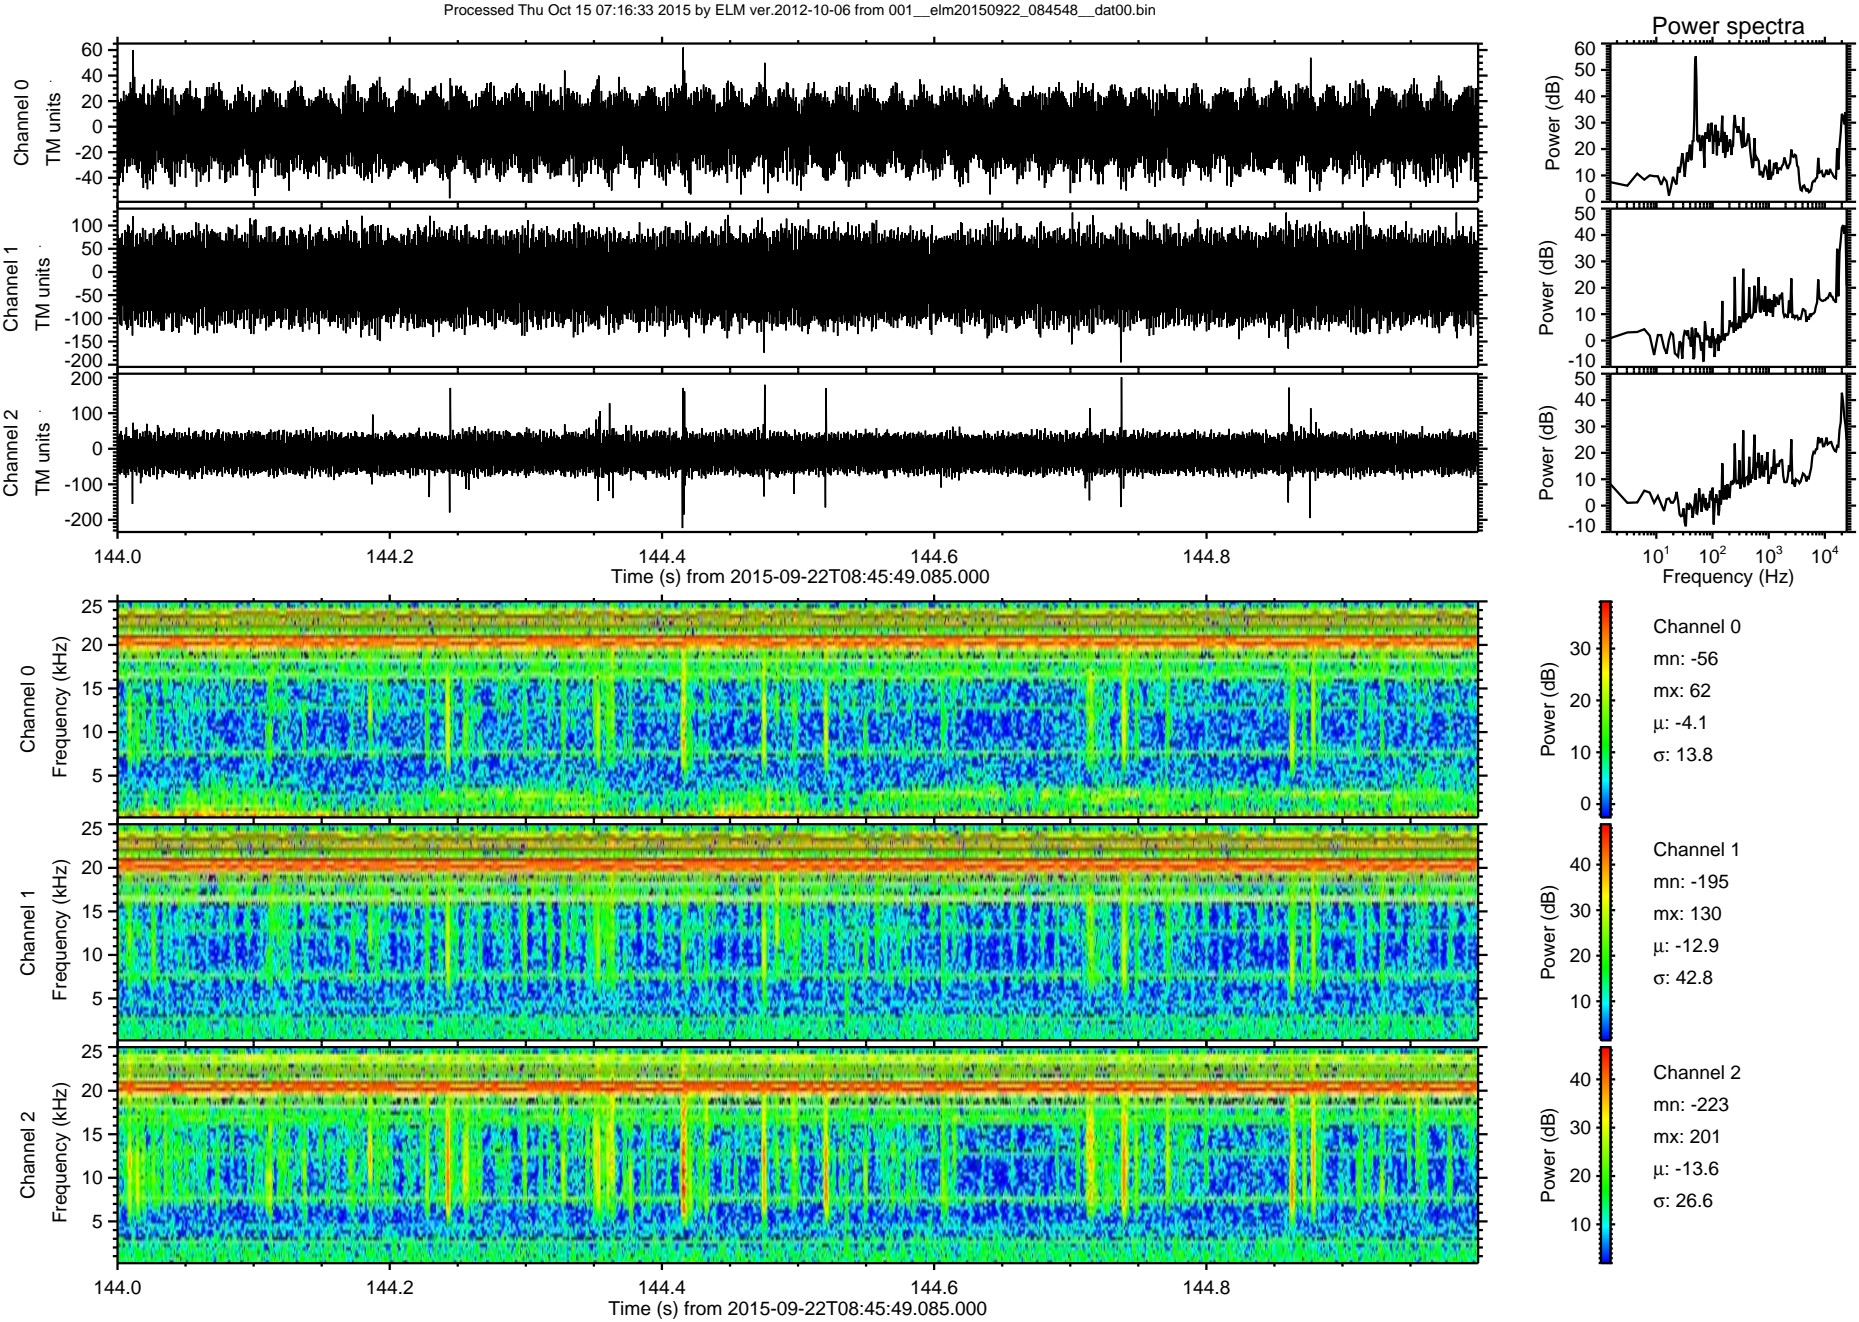 Processed Thu Oct 15 07:16:33 2015 by ELM ver.2012-10-06 from 001__elm20150922_084548__dat00.bin
Power spectra
Channel 0
TM units
60
40
20
0
-20
-40
Power (dB)
60
50
40
30
20
10
0
Channel 1
TM units
100
50
0
-50
-100
-150
-200
Power (dB)
50
40
30
20
10
0
-10
Channel 2
TM units
200
100
0
-100
-200
Power (dB)
50
40
30
20
10
0
-10
144.0 144.2 144.4 144.6 144.8
Time (s) from 2015-09-22T08:45:49.085.000
10¹ 10² 10³ 10⁴
Frequency (Hz)
Channel 0
Frequency (kHz)
25
20
15
10
5
Power (dB)
30
20
10
0
Channel 0
mn: -56
mx: 62
μ: -4.1
σ: 13.8
Channel 1
Frequency (kHz)
25
20
15
10
5
Power (dB)
40
30
20
10
Channel 1
mn: -195
mx: 130
μ: -12.9
σ: 42.8
Channel 2
Frequency (kHz)
25
20
15
10
5
Power (dB)
40
30
20
10
Channel 2
mn: -223
mx: 201
μ: -13.6
σ: 26.6
144.0 144.2 144.4 144.6 144.8
Time (s) from 2015-09-22T08:45:49.085.000